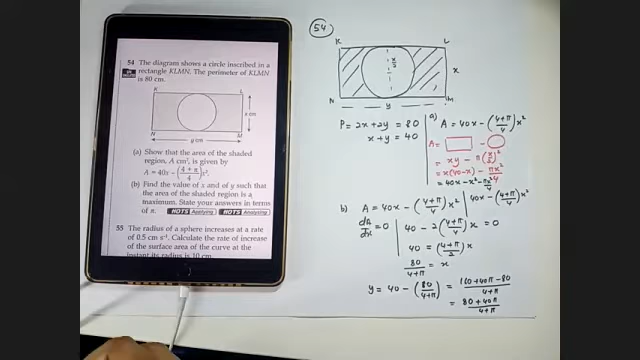 54 The diagram shows a circle inscribed in a
rectangle KLMN. The perimeter of KLMN
is 80 cm.
K L
x cm
N M
y cm
(a) Show that the area of the shaded
region, A cm², is given by
A = 40x − ((4 + π)/4)x².
(b) Find the value of x and of y such that
the area of the shaded region is a
maximum. State your answers in terms
of π. HOTS Applying HOTS Analysing
55 The radius of a sphere increases at a rate
of 0.5 cm s⁻¹. Calculate the rate of increase
of the surface area of the curve at the
instant its radius is 10 cm.
54
K L
x/2
x
N y M
P = 2x + 2y = 80
x + y = 40
a) A = 40x − ((4+π)/4)x²
A = −
= xy − π(x/2)²
= x(40−x) − πx²/4
= 40x − x² − πx²/4
40x − ((4+π)/4)x²
b) A = 40x − ((4+π)/4)x²
dA/dx = 0
40 − 2((4+π)/4)x = 0
40 = ((4+π)/2)x
80/(4+π) = x
y = 40 − (80/(4+π)) = (160+40π−80)/(4+π)
= (80+40π)/(4+π)